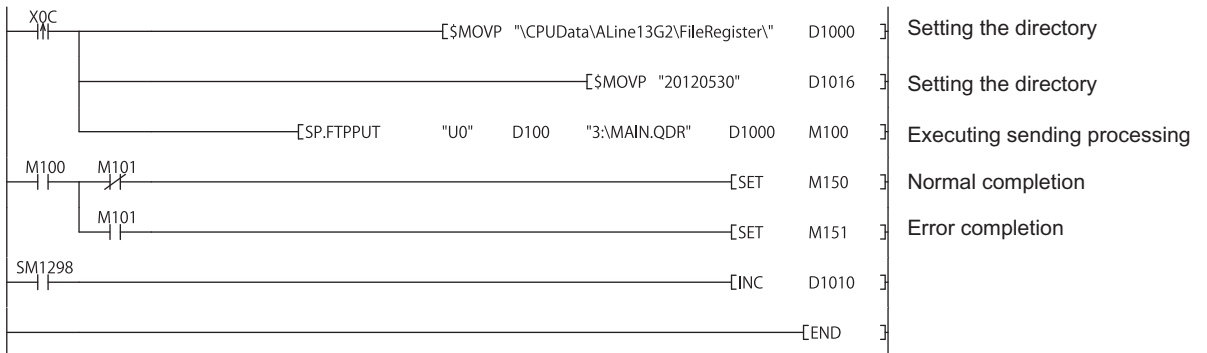 X0C
[$MOVP "\CPUData\ALine13G2\FileRegister\" D1000 ] Setting the directory
[$MOVP "20120530" D1016 ] Setting the directory
[SP.FTPPUT "U0" D100 "3:\MAIN.QDR" D1000 M100 ] Executing sending processing
M100 M101
[SET M150 ] Normal completion
M101
[SET M151 ] Error completion
SM1298
[INC D1010 ]
[END ]